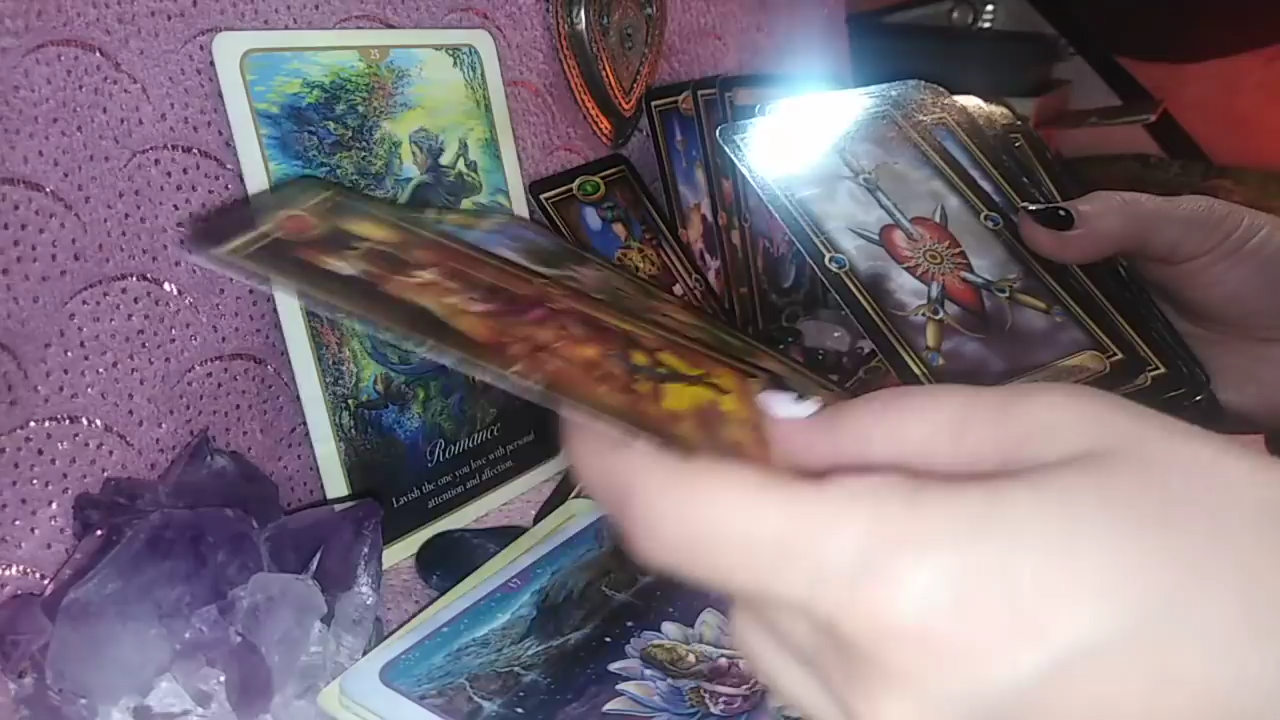 25
Romance
Lavish the one you love with personal
attention and affection.